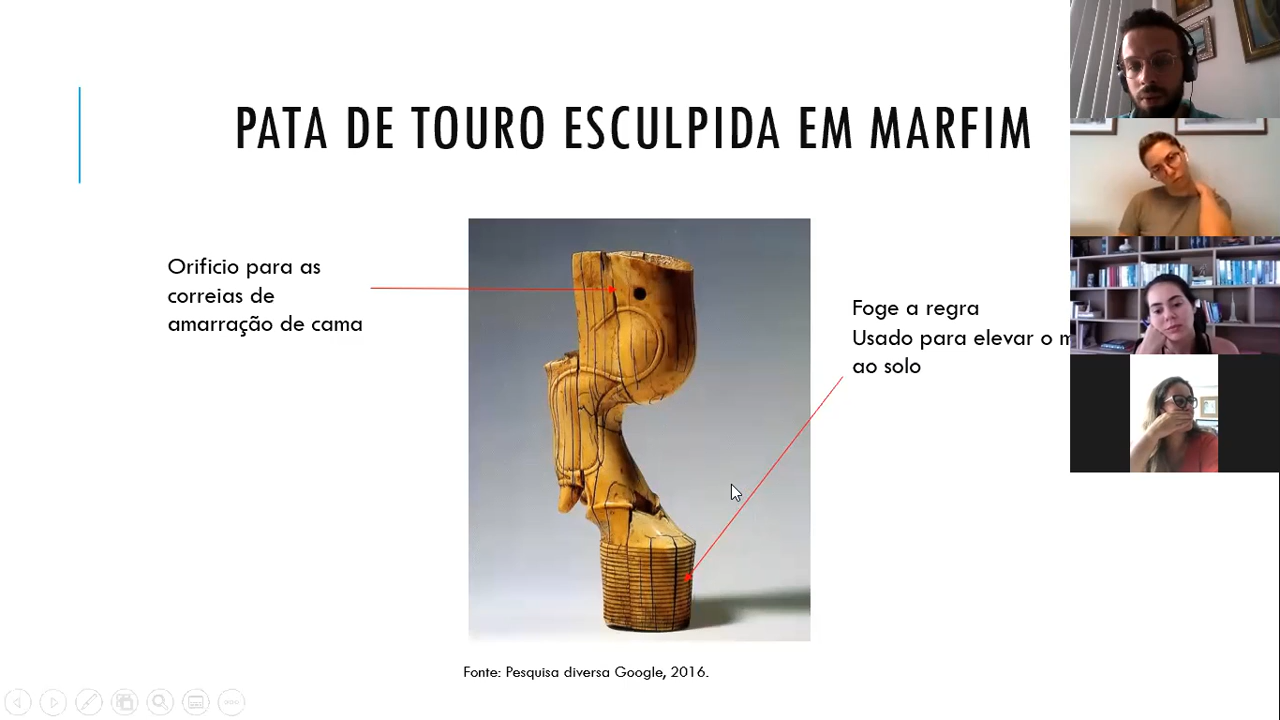 PATA DE TOURO ESCULPIDA EM MARFIM
Orificio para as
correias de
amarração de cama
Foge a regra
Usado para elevar o
ao solo
Fonte: Pesquisa diversa Google, 2016.